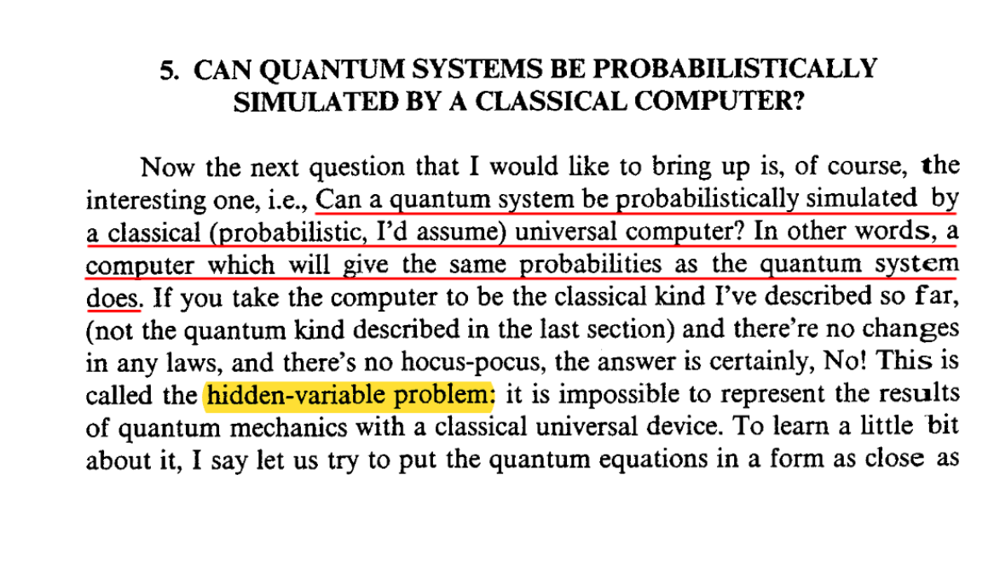 5. CAN QUANTUM SYSTEMS BE PROBABILISTICALLY
SIMULATED BY A CLASSICAL COMPUTER?
Now the next question that I would like to bring up is, of course, the
interesting one, i.e., Can a quantum system be probabilistically simulated by
a classical (probabilistic, I'd assume) universal computer? In other words, a
computer which will give the same probabilities as the quantum system
does. If you take the computer to be the classical kind I've described so far,
(not the quantum kind described in the last section) and there're no changes
in any laws, and there's no hocus-pocus, the answer is certainly, No! This is
called the hidden-variable problem: it is impossible to represent the results
of quantum mechanics with a classical universal device. To learn a little bit
about it, I say let us try to put the quantum equations in a form as close as